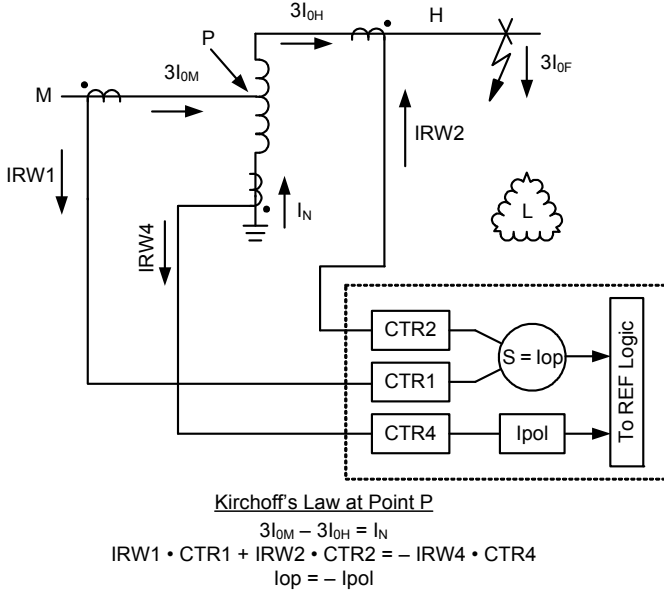 3I0H
H
P
3I0M
3I0F
M
IRW2
IRW1
IN
L
IRW4
CTR2
S = Iop
CTR1
To REF Logic
CTR4
Ipol
Kirchoff's Law at Point P
3I0M – 3I0H = IN
IRW1 • CTR1 + IRW2 • CTR2 = – IRW4 • CTR4
Iop = – Ipol